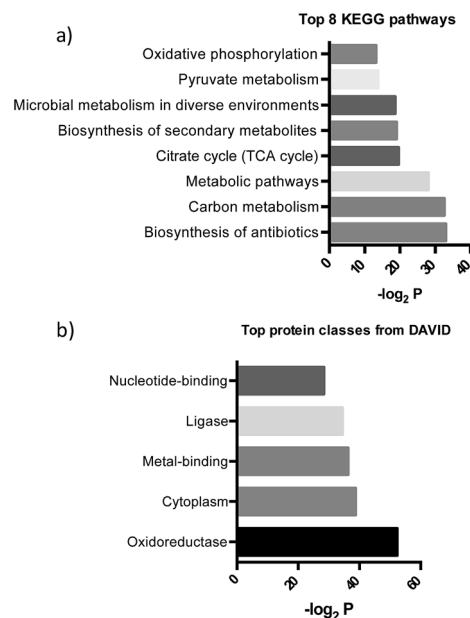 Top 8 KEGG pathways
a)
Oxidative phosphorylation
Pyruvate metabolism
Microbial metabolism in diverse environments
Biosynthesis of secondary metabolites
Citrate cycle (TCA cycle)
Metabolic pathways
Carbon metabolism
Biosynthesis of antibiotics
0 10 20 30 40
-log2 P
b)
Top protein classes from DAVID
Nucleotide-binding
Ligase
Metal-binding
Cytoplasm
Oxidoreductase
0 20 40 60
-log2 P